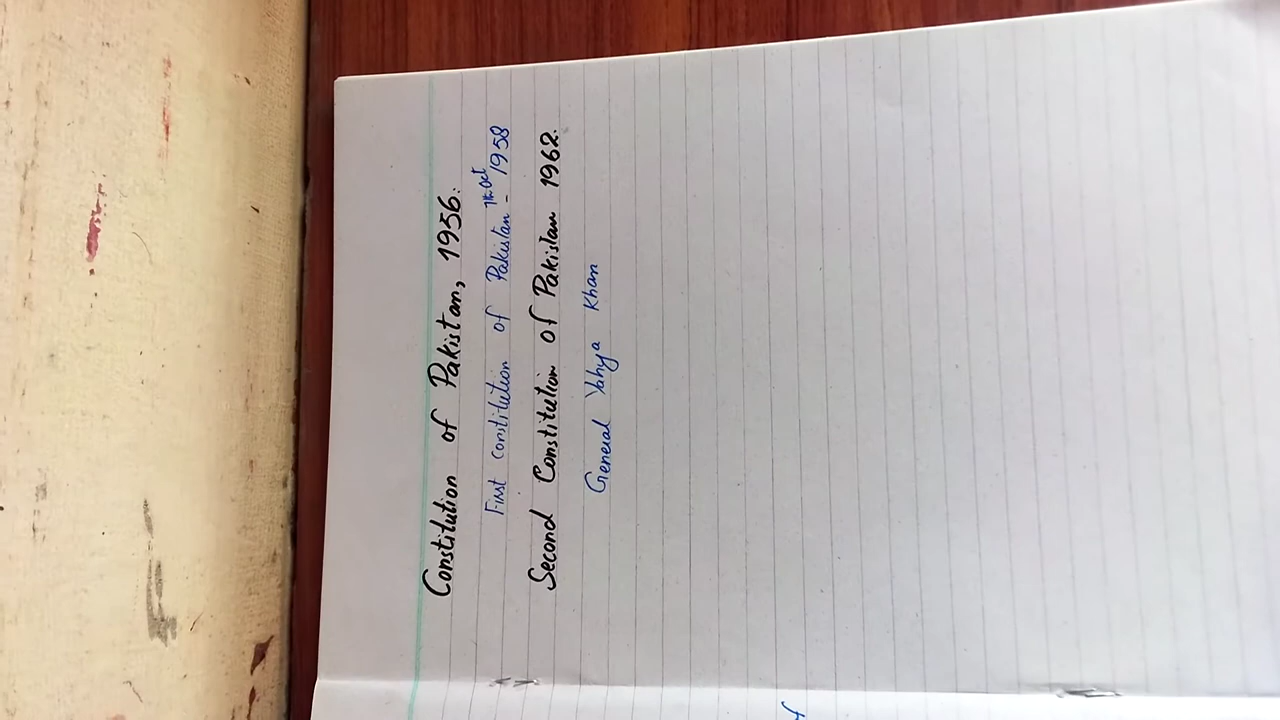 Constitution of Pakistan, 1956:
First constitution of Pakistan - 7th Oct 1958
Second Constitution of Pakistan 1962.
General Yahya Khan